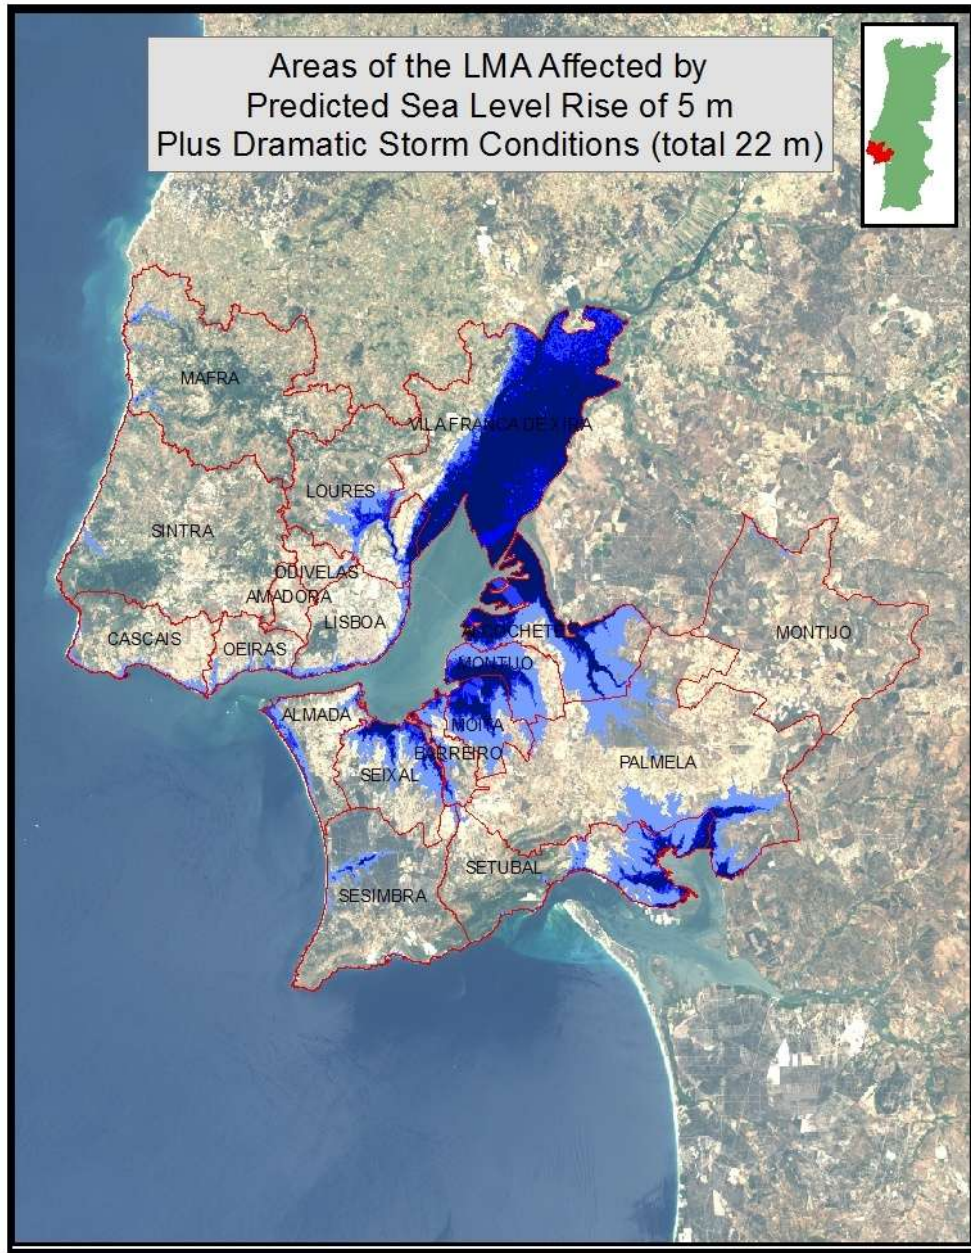 Areas of the LMA Affected by
Predicted Sea Level Rise of 5 m
Plus Dramatic Storm Conditions (total 22 m)
MAFRA
VILA FRANCA DE XIRA
LOURES
SINTRA
ODIVELAS
AMADORA
LISBOA
ALCOCHETE
MONTIJO
CASCAIS
OEIRAS
MONTIJO
ALMADA
MOITA
BARREIRO
PALMELA
SEIXAL
SETUBAL
SESIMBRA